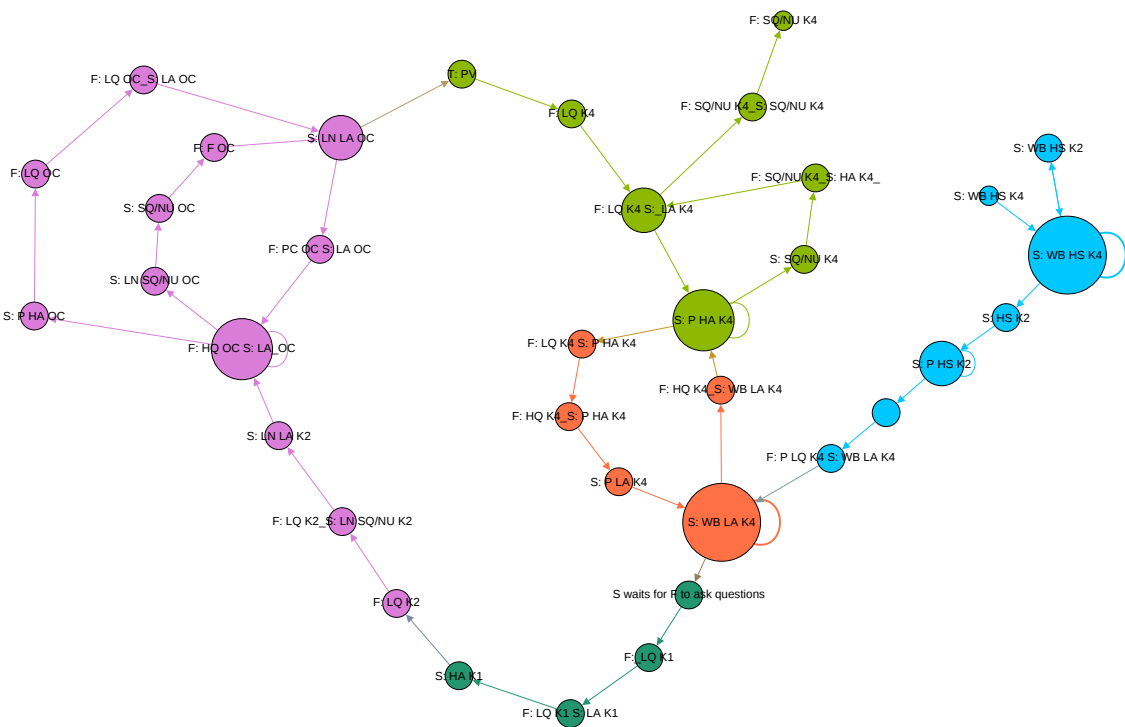 F: SQ/NU K4
T: PV
F: LQ OC_S: LA OC
F: SQ/NU K4_S: SQ/NU K4
F: LQ K4
S: LN LA OC
F: F OC
S: WB HS K2
F: LQ OC
F: SQ/NU K4_S: HA K4_
S: WB HS K4
S: SQ/NU OC
F: LQ K4 S:_LA K4
F: PC OC S: LA OC
S: WB HS K4
S: SQ/NU K4
S: LN SQ/NU OC
S: P HA OC
S: HS K2
S: P HA K4
F: LQ K4 S: P HA K4
F: HQ OC S: LA_OC
S: P HS K2
F: HQ K4_S: WB LA K4
F: HQ K4_S: P HA K4
S: LN LA K2
F: P LQ K4 S: WB LA K4
S: P LA K4
F: LQ K2_S: LN SQ/NU K2
S: WB LA K4
S waits for F to ask questions
F: LQ K2
F:_LQ K1
S: HA K1
F: LQ K1 S: LA K1